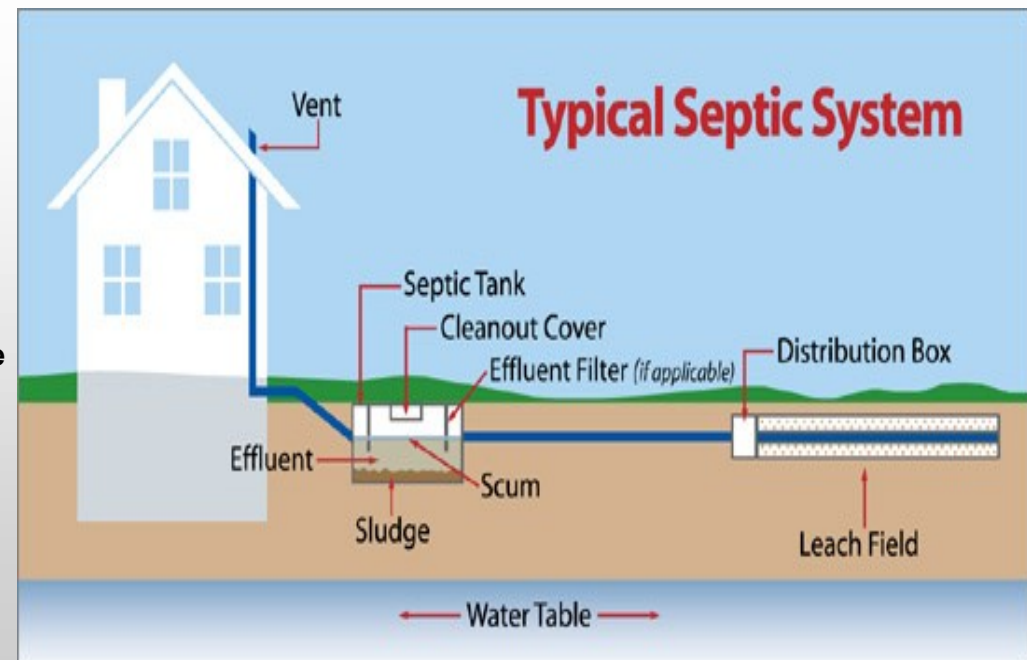 Typical Septic System
Vent
Septic Tank
Cleanout Cover
Effluent Filter (if applicable)
Distribution Box
Effluent
Scum
Sludge
Leach Field
Water Table
e